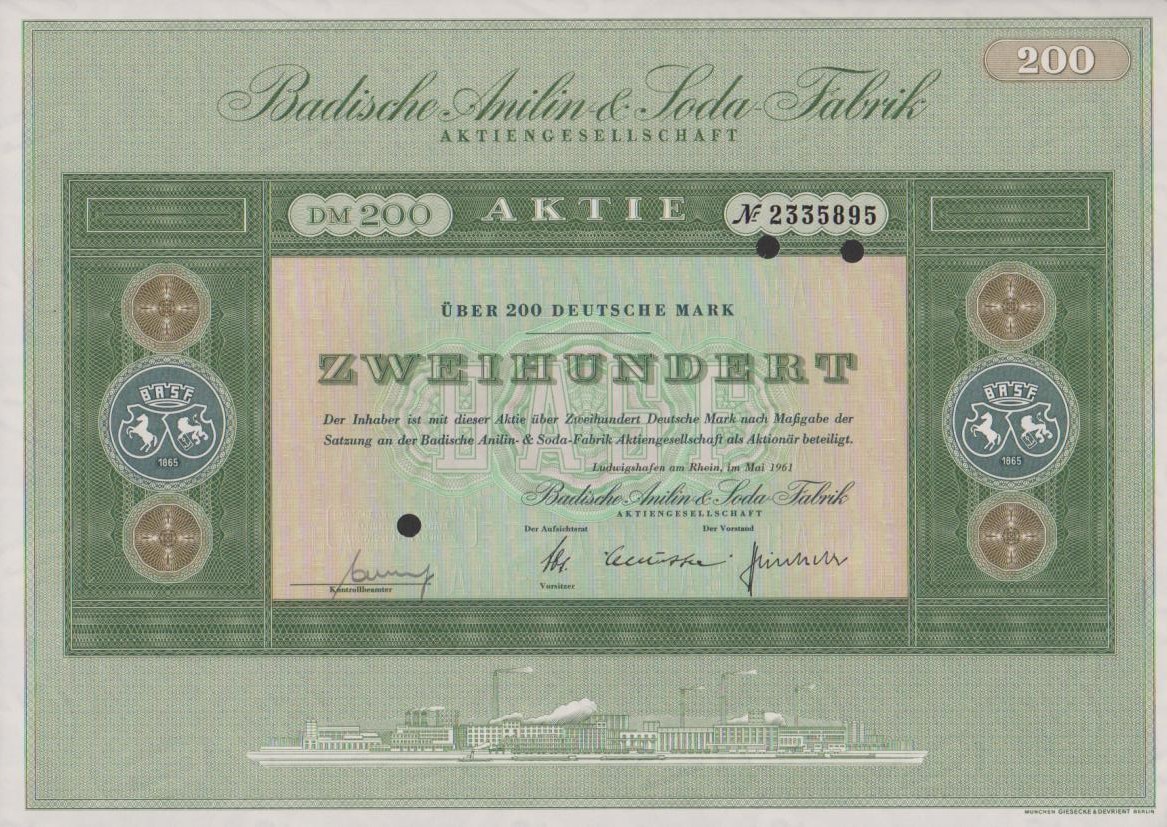 200
Badische Anilin- & Soda-Fabrik
AKTIENGESELLSCHAFT
DM 200
AKTIE
№ 2335895
ÜBER 200 DEUTSCHE MARK
ZWEIHUNDERT
BASF
Der Inhaber ist mit dieser Aktie über Zweihundert Deutsche Mark nach Maßgabe der
Satzung an der Badische Anilin- & Soda-Fabrik Aktiengesellschaft als Aktionär beteiligt.
Ludwigshafen am Rhein, im Mai 1961
Badische Anilin & Soda-Fabrik
AKTIENGESELLSCHAFT
Der Aufsichtsrat
Der Vorstand
Kontrollbeamter
Vorsitzer
BASF
1865
BASF
1865
MÜNCHEN GIESECKE & DEVRIENT BERLIN